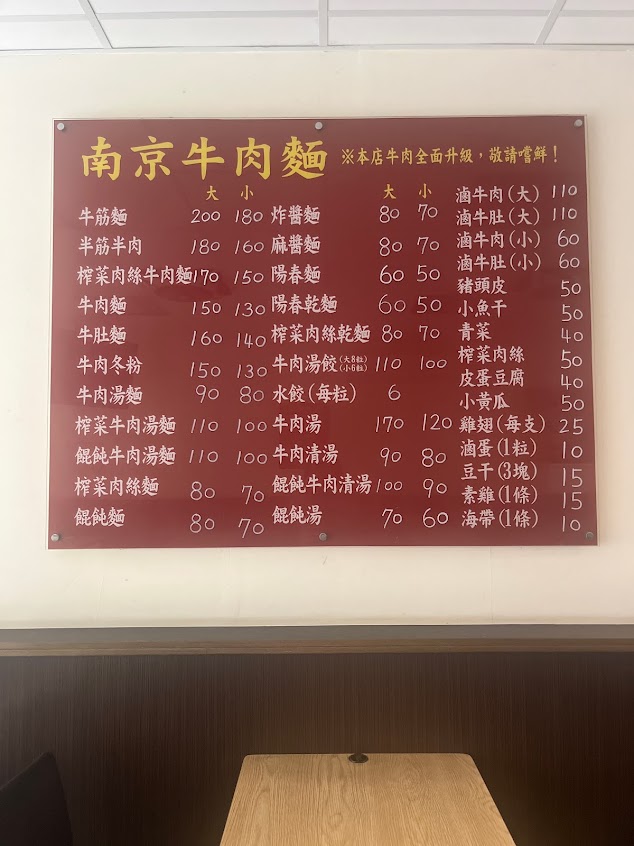 南京牛肉麵 ※本店牛肉全面升級，敬請嚐鮮！
大 小
牛筋麵 200 180
半筋半肉 180 160
榨菜肉絲牛肉麵 170 150
牛肉麵 150 130
牛肚麵 160 140
牛肉冬粉 150 130
牛肉湯麵 90 80
榨菜牛肉湯麵 110 100
餛飩牛肉湯麵 110 100
榨菜肉絲麵 80 70
餛飩麵 80 70
大 小
炸醬麵 80 70
麻醬麵 80 70
陽春麵 60 50
陽春乾麵 60 50
榨菜肉絲乾麵 80 70
牛肉湯餃(大8粒)(小6粒) 110 100
水餃(每粒) 6
牛肉湯 170 120
牛肉清湯 90 80
餛飩牛肉清湯 100 90
餛飩湯 70 60
滷牛肉(大) 110
滷牛肚(大) 110
滷牛肉(小) 60
滷牛肚(小) 60
豬頭皮 50
小魚干 50
青菜 40
榨菜肉絲 50
皮蛋豆腐 40
小黃瓜 50
雞翅(每支) 25
滷蛋(1粒) 10
豆干(3塊) 15
素雞(1條) 15
海帶(1條) 10